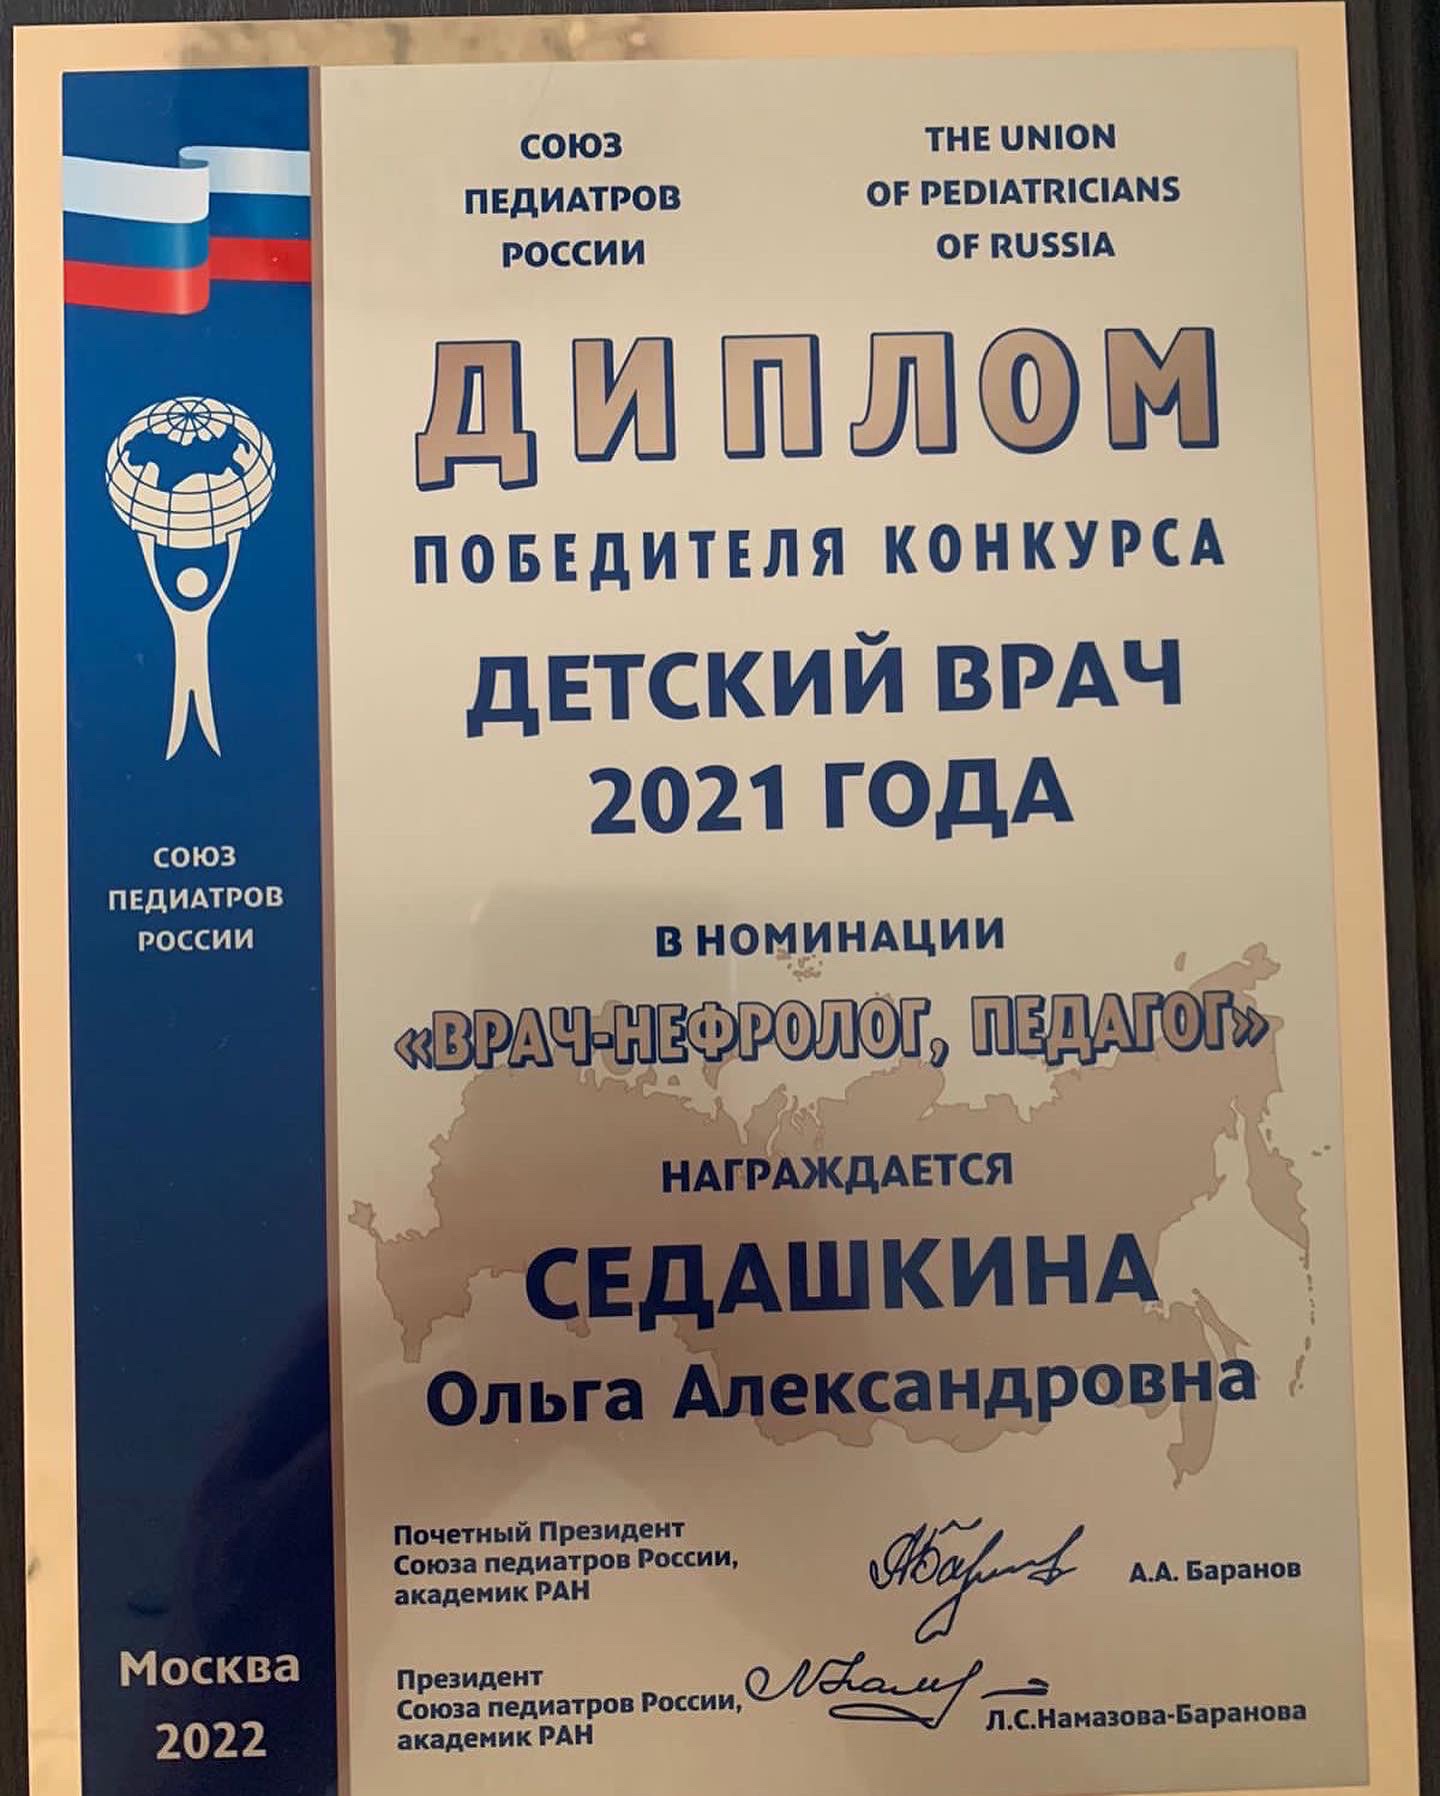 СОЮЗ
ПЕДИАТРОВ
РОССИИ
THE UNION
OF PEDIATRICIANS
OF RUSSIA
ДИПЛОМ
ПОБЕДИТЕЛЯ КОНКУРСА
ДЕТСКИЙ ВРАЧ
2021 ГОДА
В НОМИНАЦИИ
«ВРАЧ-НЕФРОЛОГ, ПЕДАГОГ»
НАГРАЖДАЕТСЯ
СЕДАШКИНА
Ольга Александровна
Почетный Президент
Союза педиатров России,
академик РАН
А.А. Баранов
Президент
Союза педиатров России,
академик РАН
Л.С.Намазова-Баранова
СОЮЗ
ПЕДИАТРОВ
РОССИИ
Москва
2022